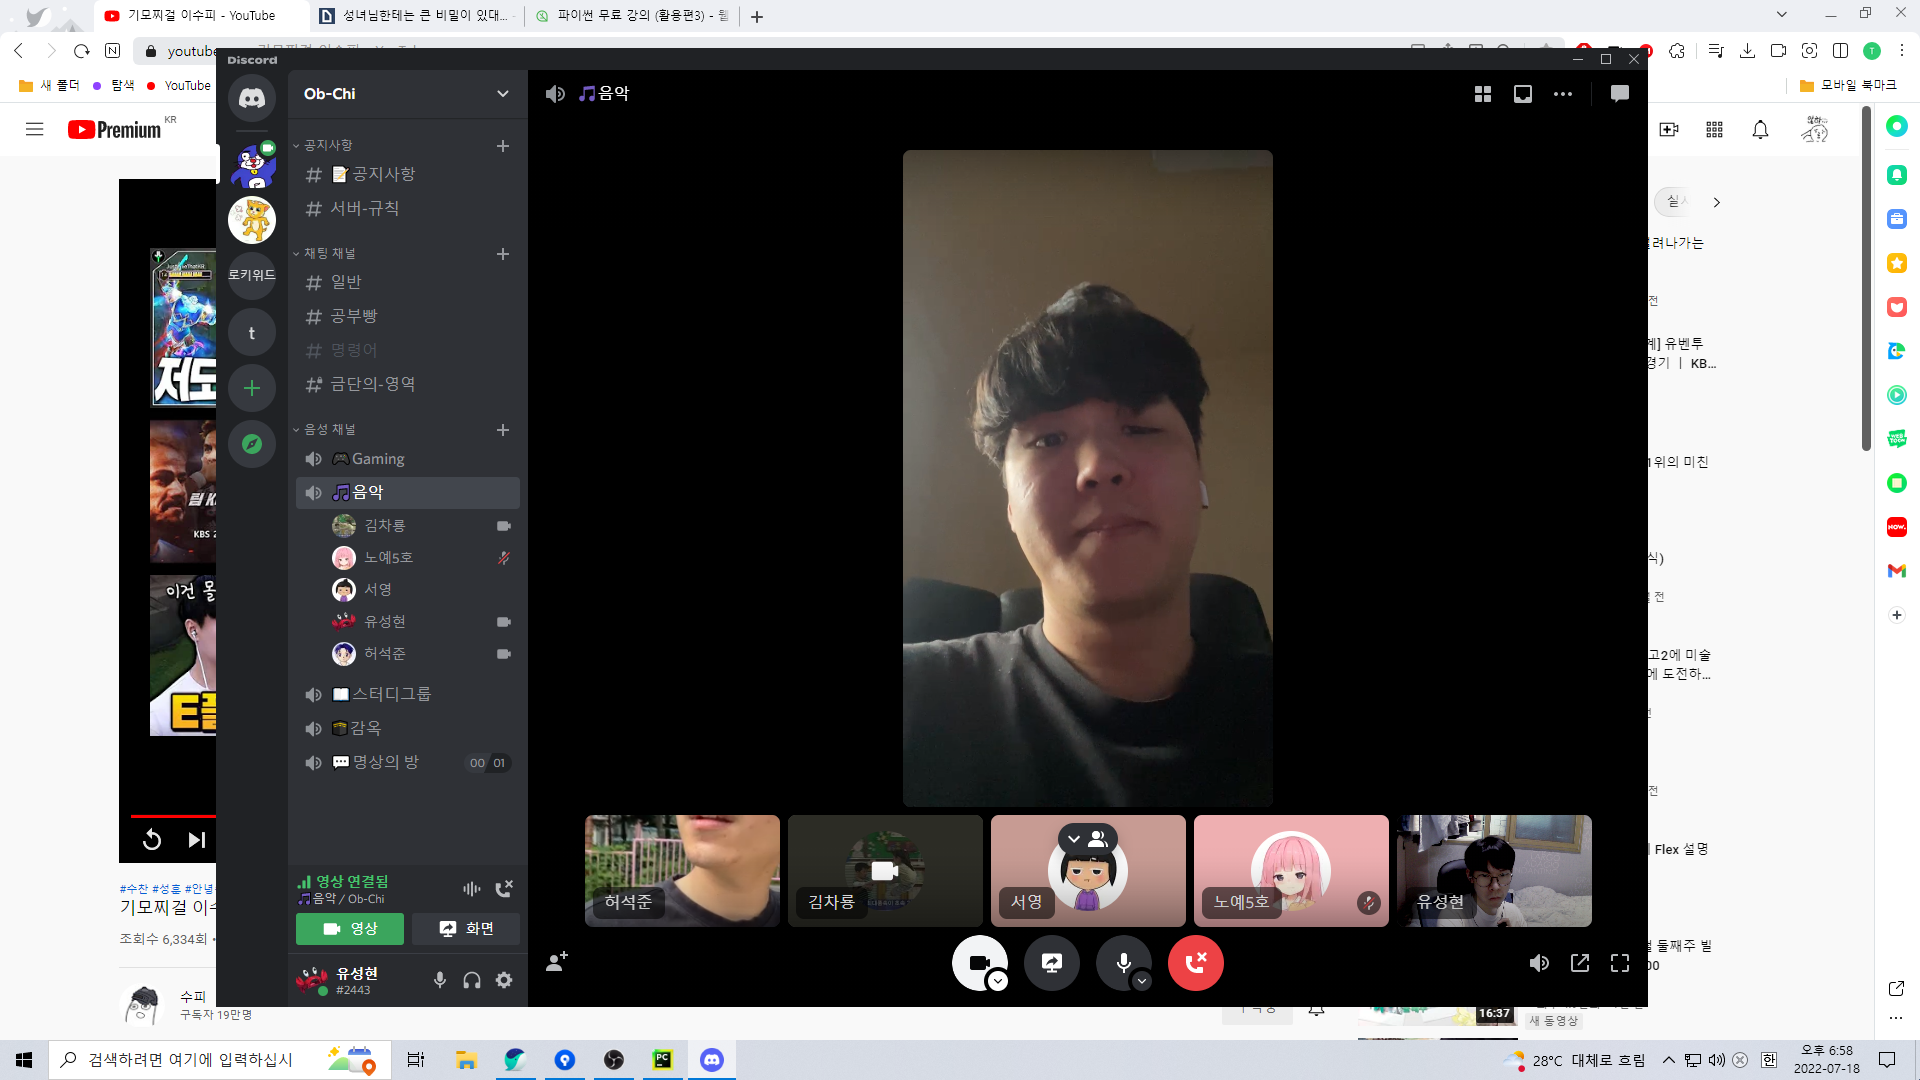 기모찌걸 이수피 - YouTube
성녀님한테는 큰 비밀이 있대...
파이썬 무료 강의 (활용편3) - 웹
youtube
새 폴더
탐색
YouTube
모바일 북마크
Premium KR
Discord
Ob-Chi
공지사항
공지사항
서버-규칙
채팅 채널
일반
공부빵
명령어
금단의-영역
음성 채널
Gaming
음악
김차룡
노예5호
서영
유성현
허석준
스터디그룹
감옥
명상의 방
00 01
영상 연결됨
음악 / Ob-Chi
영상
화면
유성현
#2443
로키위드
t
음악
허석준
김차룡
서영
노예5호
유성현
저도
KBS 2
이건 몰
#수찬 #성훈
기모찌걸 이수
조회수 6,334회
수피
구독자 19만명
려나가는
전
유벤투
경기 ㅣ KB...
1위의 미친
식)
전
고2에 미술
에 도전하...
전
Flex 설명
둘째주 빌
00
16:37
새 동영상
WEB TOON
NOW.
검색하려면 여기에 입력하십시
PC
28°C 대체로 흐림
한
오후 6:58
2022-07-18